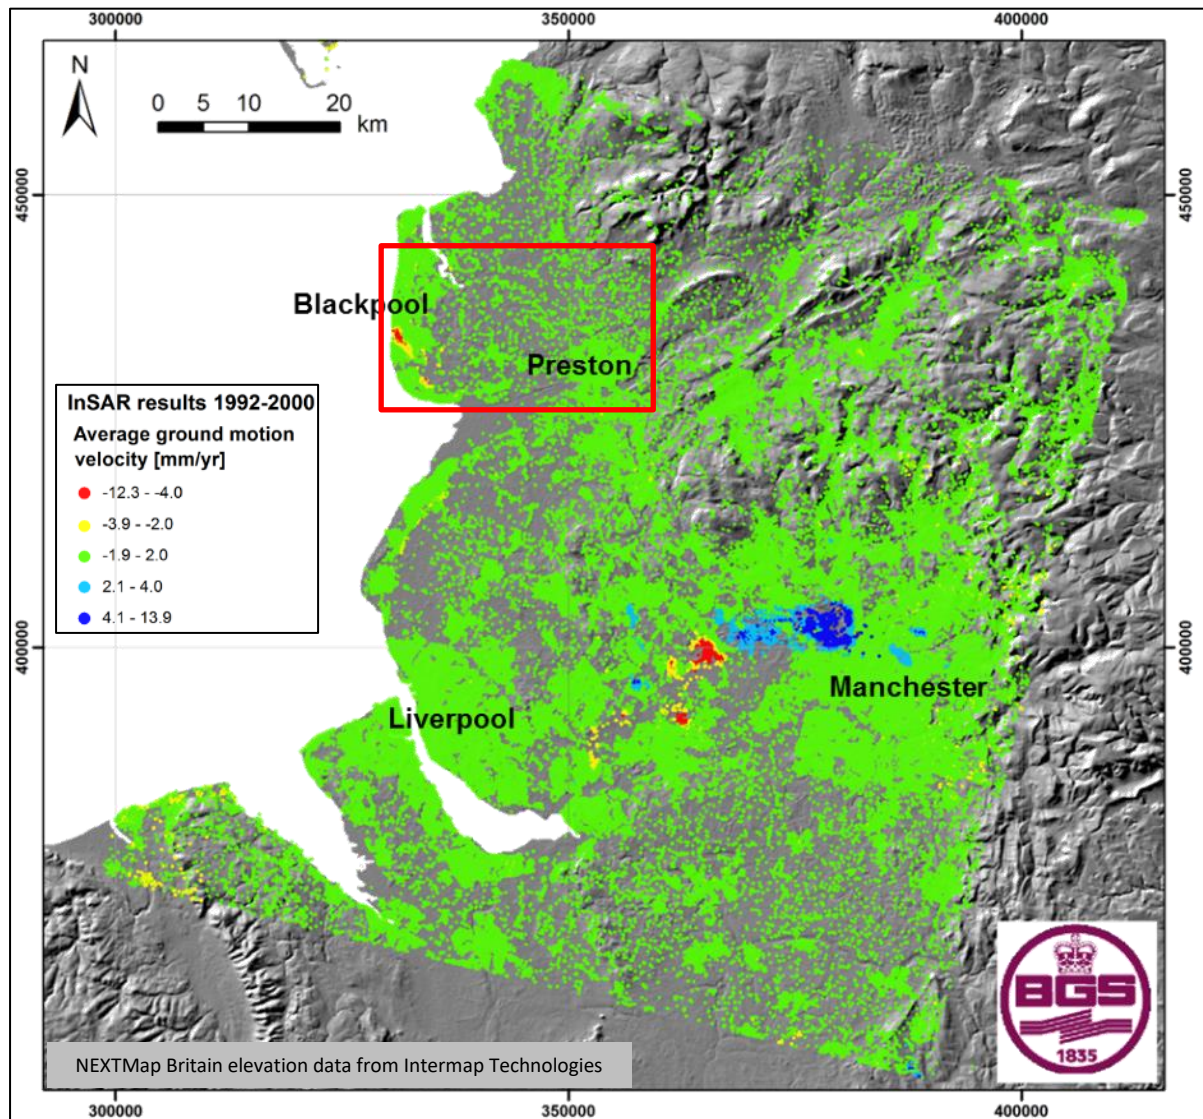 300000 350000 400000
N
0 5 10 20
km
450000 450000
Blackpool
Preston
InSAR results 1992-2000
Average ground motion
velocity [mm/yr]
-12.3 - -4.0
-3.9 - -2.0
-1.9 - 2.0
2.1 - 4.0
4.1 - 13.9
400000 400000
Manchester
Liverpool
BGS
1835
NEXTMap Britain elevation data from Intermap Technologies
300000 350000 400000